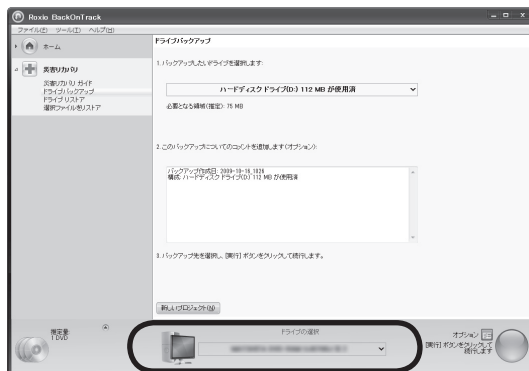 Roxio BackOnTrack
ファイル(F) ツール(T) ヘルプ(H)
ホーム
災害リカバリ
災害リカバリ ガイド
ドライブバックアップ
ドライブ リストア
選択ファイルをリストア
ドライブバックアップ
1. バックアップしたいドライブを選択します:
ハードディスク ドライブ(D:) 112 MB が使用済
必要となる領域(推定): 75 MB
2. このバックアップについてのコメントを追加します (オプション):
バックアップ作成日: 2009-10-16,1026
構成: ハードディスク ドライブ(D:) 112 MB が使用済
3. バックアップ先を選択し、[実行] ボタンをクリックして続行します。
新しいプロジェクト(N)
推定量:
1 DVD
ドライブの選択
オプション
[実行] ボタンをクリックして
続行します